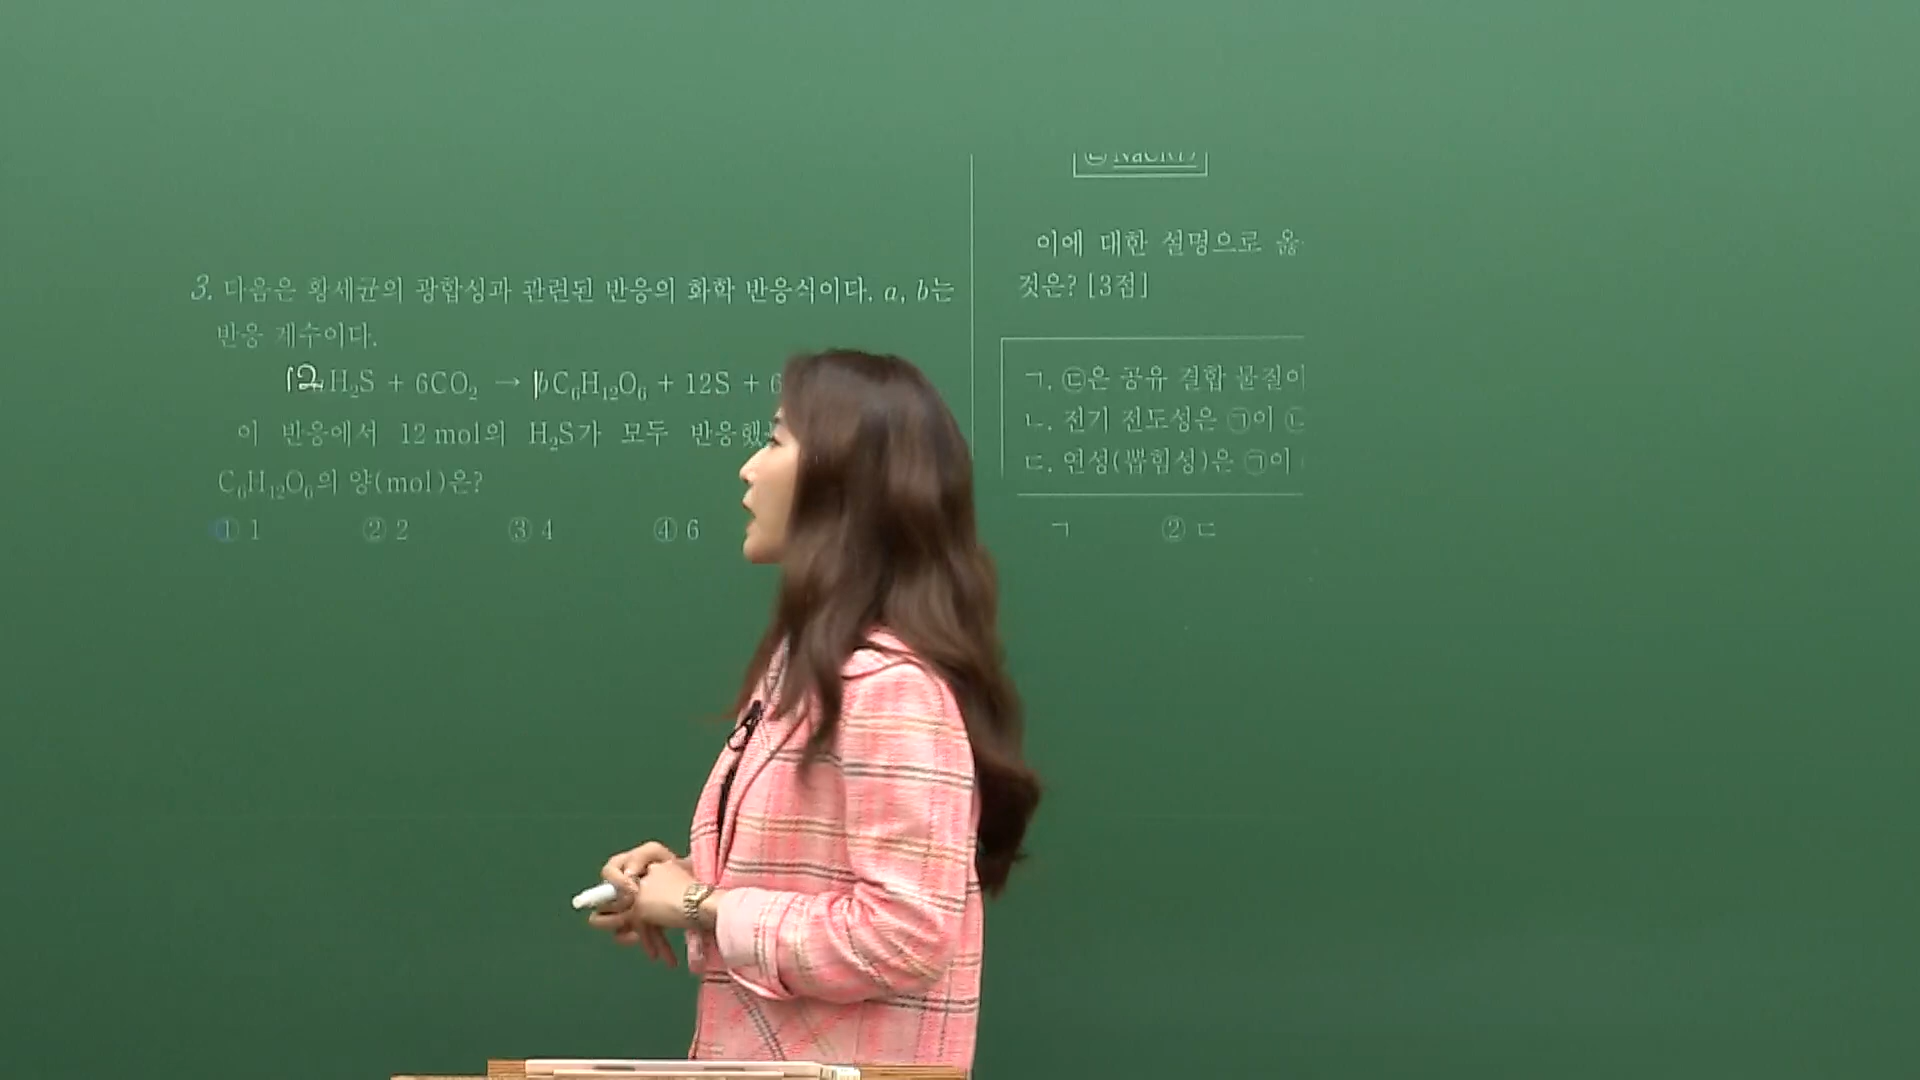 3. 다음은 황세균의 광합성과 관련된 반응의 화학 반응식이다. a, b는
반응 계수이다.
12H₂S + 6CO₂ → bC₆H₁₂O₆ + 12S + 6
이 반응에서 12 mol의 H₂S가 모두 반응했
C₆H₁₂O₆의 양(mol)은?
① 1 ② 2 ③ 4 ④ 6
이에 대한 설명으로 옳
것은? [3점]
ㄱ. ㉢은 공유 결합 물질이
ㄴ. 전기 전도성은 ㉠이 ㉡
ㄷ. 연성(뽑힘성)은 ㉠이
ㄱ ② ㄷ